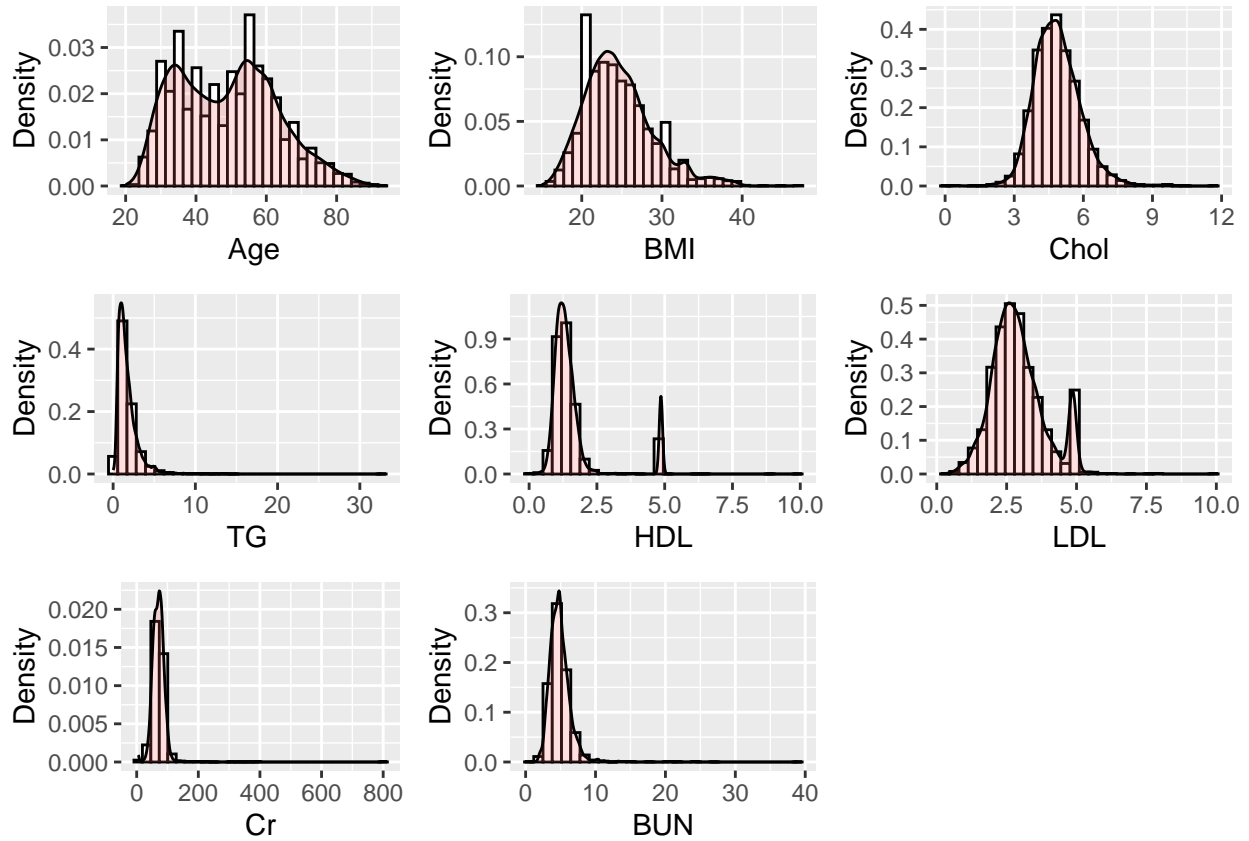 Density
0.03
0.02
0.01
0.00
20 40 60 80
Age
Density
0.10
0.05
0.00
20 30 40
BMI
Density
0.4
0.3
0.2
0.1
0.0
0 3 6 9 12
Chol
Density
0.4
0.2
0.0
0 10 20 30
TG
Density
0.9
0.6
0.3
0.0
0.0 2.5 5.0 7.5 10.0
HDL
Density
0.5
0.4
0.3
0.2
0.1
0.0
0.0 2.5 5.0 7.5 10.0
LDL
Density
0.020
0.015
0.010
0.005
0.000
0 200 400 600 800
Cr
Density
0.3
0.2
0.1
0.0
0 10 20 30 40
BUN